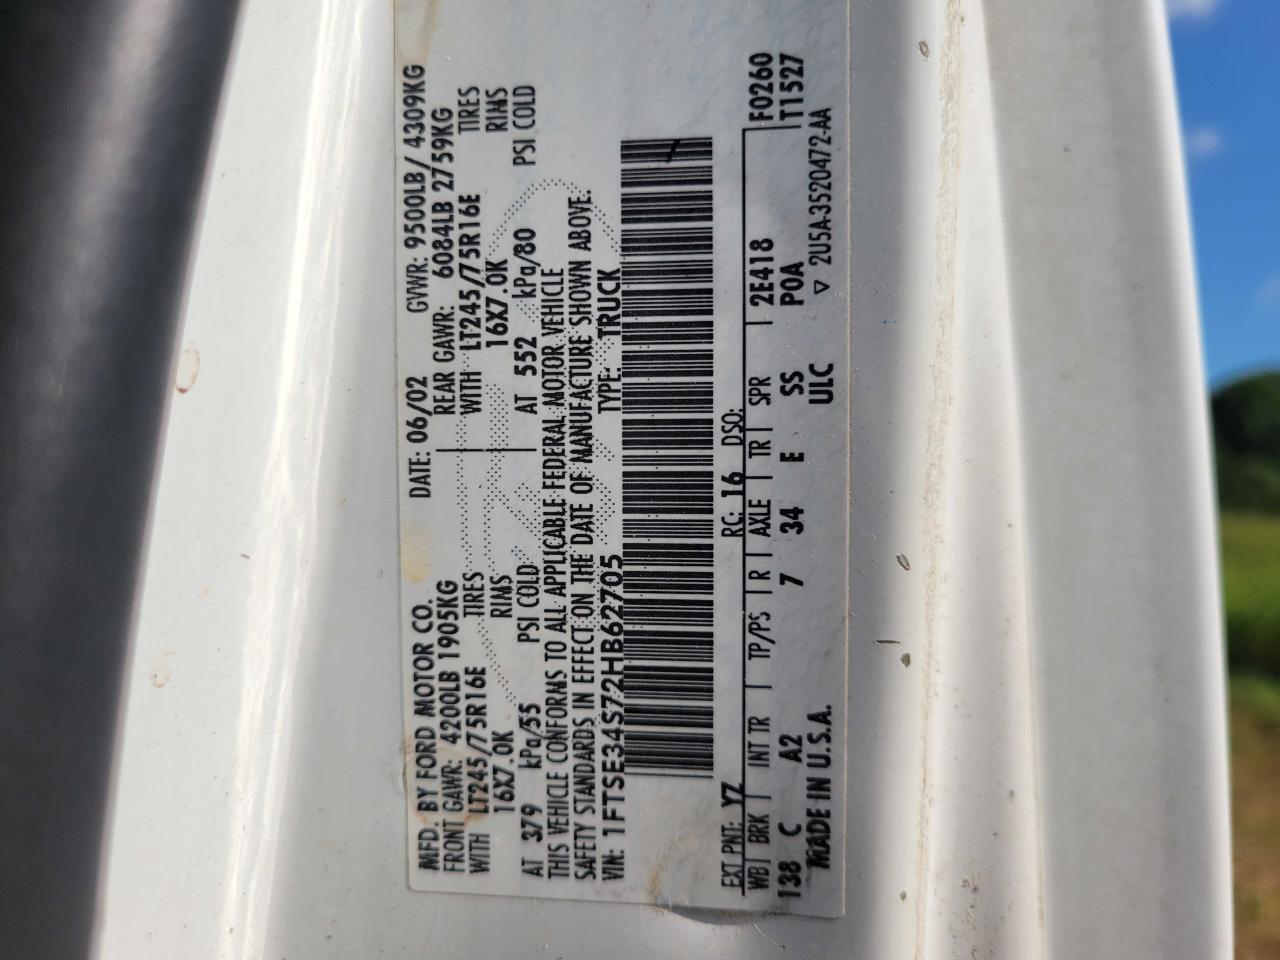 MFD. BY FORD MOTOR CO.
DATE: 06/02 GVWR: 9500LB/ 4309KG
FRONT GAWR: 4200LB 1905KG REAR GAWR: 6084LB 2759KG
WITH LT245/75R16E TIRES WITH LT245/75R16E TIRES
16X7.0K RIMS 16X7.0K RIMS
AT 379 kPa/55 PSI COLD AT 552 kPa/80 PSI COLD
THIS VEHICLE CONFORMS TO ALL APPLICABLE FEDERAL MOTOR VEHICLE
SAFETY STANDARDS IN EFFECT ON THE DATE OF MANUFACTURE SHOWN ABOVE.
VIN: 1FTSE34S72HB62705 TYPE: TRUCK
F0260
T1527
EXT PNT: YZ RC: 16 DSO:
WB BRK INT TR TP/PS R AXLE TR SPR 2E418
138 C A2 7 34 E SS P0A
MADE IN U.S.A. ULC ▽ 2U5A-3520472-AA